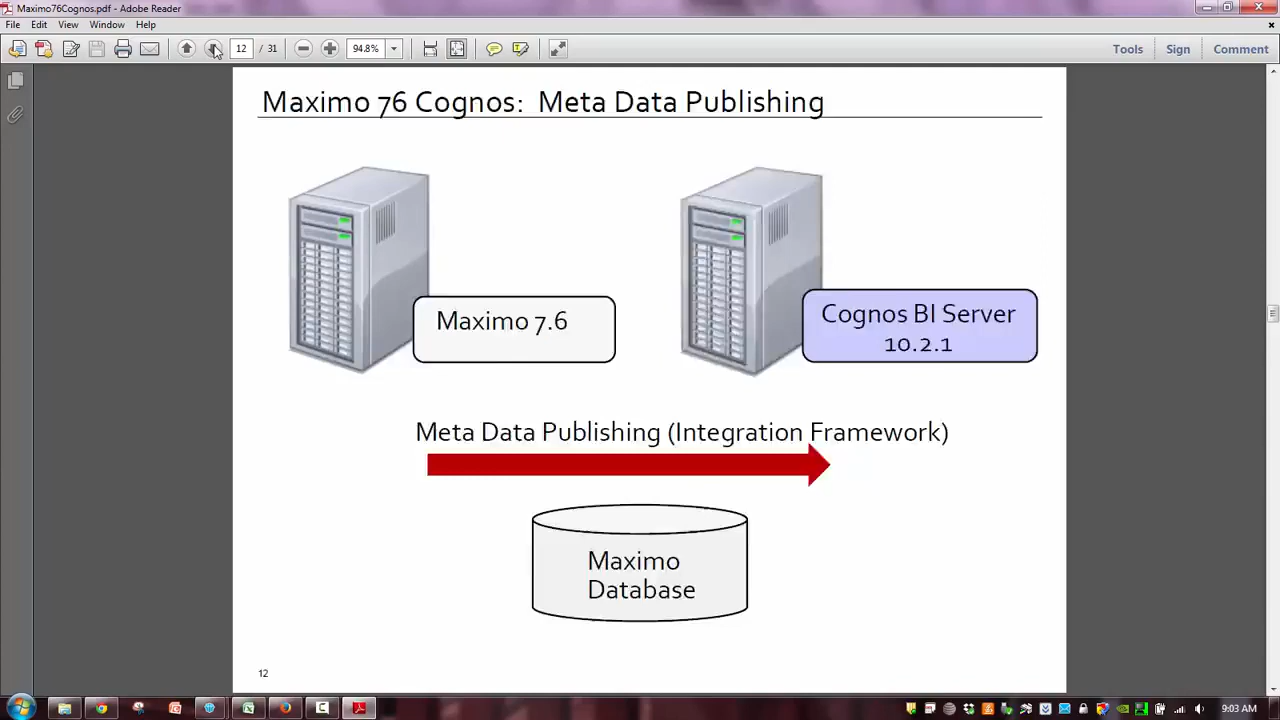 Maximo76Cognos.pdf - Adobe Reader
File Edit View Window Help
12 / 31 94.8% Tools Sign Comment
Maximo 76 Cognos: Meta Data Publishing
Maximo 7.6
Cognos BI Server
10.2.1
Meta Data Publishing (Integration Framework)
Maximo
Database
12
9:03 AM